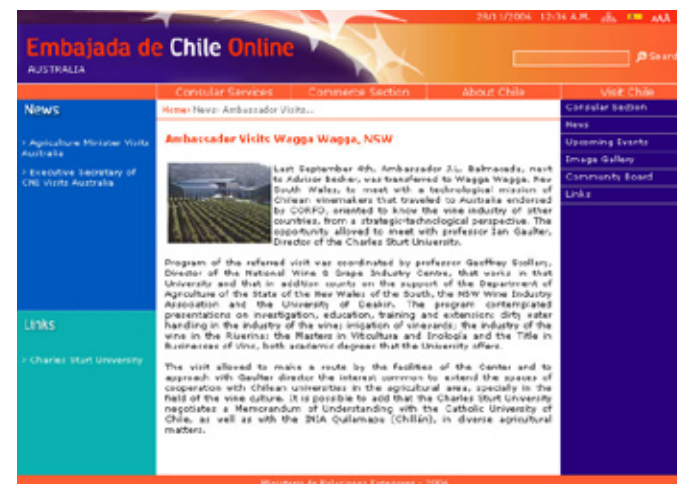 28/11/2006 12:36 A.M. AAA
Embajada de Chile Online
AUSTRALIA
Search
Consular Services Commerce Section About Chile Visit Chile
News
› Agriculture Minister Visits
Australia
› Executive Secretary of
CNE Visits Australia
Links
› Charles Sturt University
Home› News› Ambassador Visits...
Ambassador Visits Wagga Wagga, NSW
Last September 4th, Ambassador J.L. Balmaceda, next
to Advisor Becher, was transferred to Wagga Wagga, New
South Wales, to meet with a technological mission of
Chilean winemakers that traveled to Australia endorsed
by CORFO, oriented to know the vine industry of other
countries, from a strategic-technological perspective. The
opportunity allowed to meet with professor Ian Gaulter,
Director of the Charles Sturt University.
Program of the referred visit was coordinated by professor Geoffrey Scollary,
Director of the National Wine & Grape Industry Centre, that works in that
University and that in addition counts on the support of the Department of
Agriculture of the State of the New Wales of the South, the NSW Wine Industry
Association and the University of Deakin. The program contemplated
presentations on investigation, education, training and extension: dirty water
handling in the industry of the vine; irrigation of vineyards; the industry of the
wine in the Riverina; the Masters in Viticultura and Enologia and the Title in
Businesses of Vino, both academic degrees that the University offers.
The visit allowed to make a route by the facilities of the Center and to
approach with Gaulter director the interest common to extend the spaces of
cooperation with Chilean universities in the agricultural area, specially in the
field of the vine culture. It is possible to add that the Charles Sturt University
negotiates a Memorandum of Understanding with the Catholic University of
Chile, as well as with the INIA Quilamapu (Chillán), in diverse agricultural
matters.
Consular Section
News
Upcoming Events
Image Gallery
Community Board
Links
Ministerio de Relaciones Exteriores - 2006